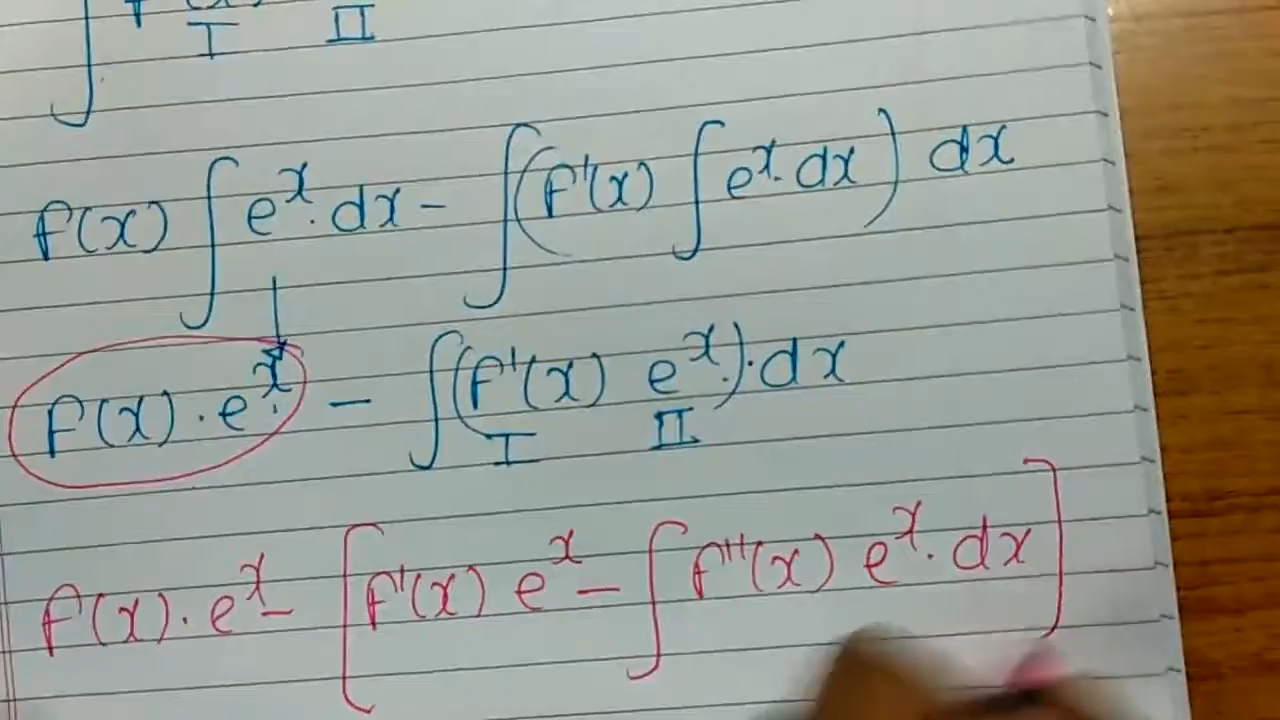 I II
f(x) ∫ eˣ. dx - ∫ (f'(x) ∫ eˣ. dx) dx
f(x) . eˣ. - ∫ (f'(x) eˣ.) . dx
I II
f(x) . eˣ - [f'(x) eˣ - ∫ f''(x) eˣ. dx]